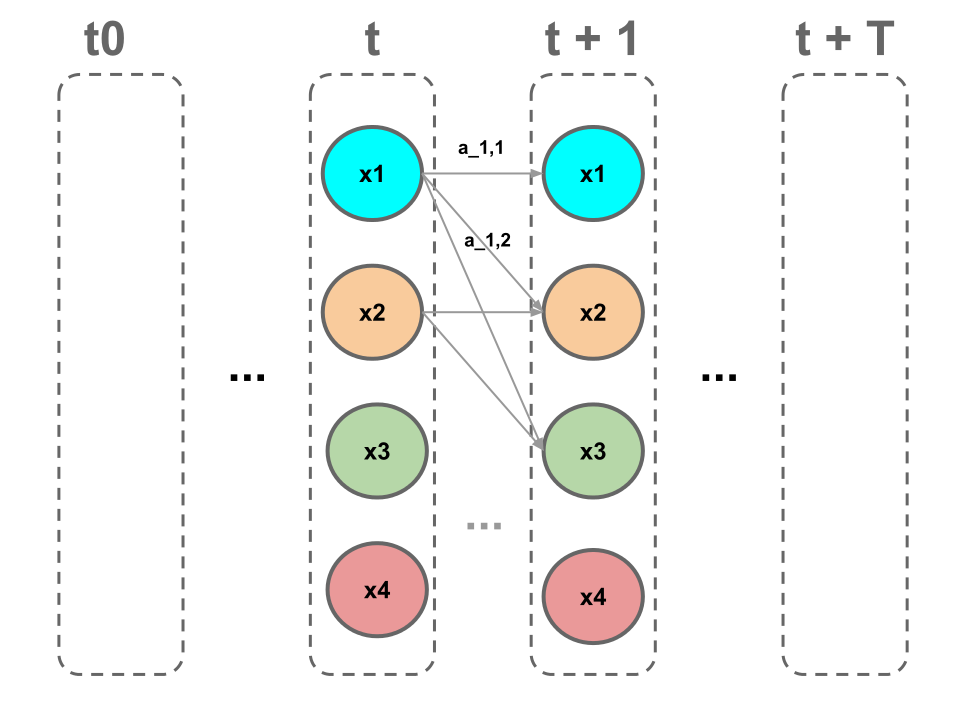 t0 t t + 1 t + T
a_1,1
x1 x1
a_1,2
x2 x2
... ...
x3 x3
...
x4 x4